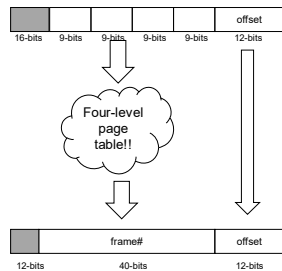 offset
16-bits 9-bits 9-bits 9-bits 9-bits 12-bits
Four-level
page
table!!
frame# offset
12-bits 40-bits 12-bits